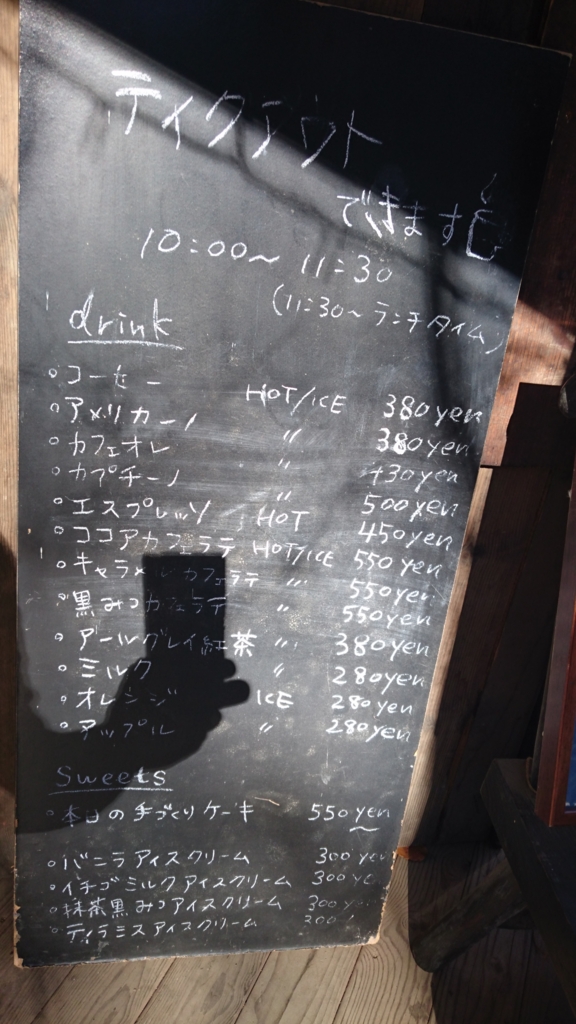 テイクアウト
できます
10:00〜 11:30
(11:30〜 ランチタイム)
drink
◦コーヒー HOT/ICE 380yen
◦アメリカーノ 〃 380yen
◦カフェオレ 〃 430yen
◦カプチーノ 〃 500yen
◦エスプレッソ HOT 450yen
◦ココアカフェラテ HOT/ICE 550yen
◦キャラメルカフェラテ 〃 550yen
◦黒みつカフェラテ 〃 550yen
◦アールグレイ紅茶 〃 380yen
◦ミルク 〃 280yen
◦オレンジ ICE 280yen
◦アップル 〃 280yen
Sweets
◦本日の手づくりケーキ 550yen〜
◦バニラアイスクリーム 300yen
◦イチゴミルクアイスクリーム 300yen
◦抹茶黒みつアイスクリーム 300yen
◦ティラミスアイスクリーム